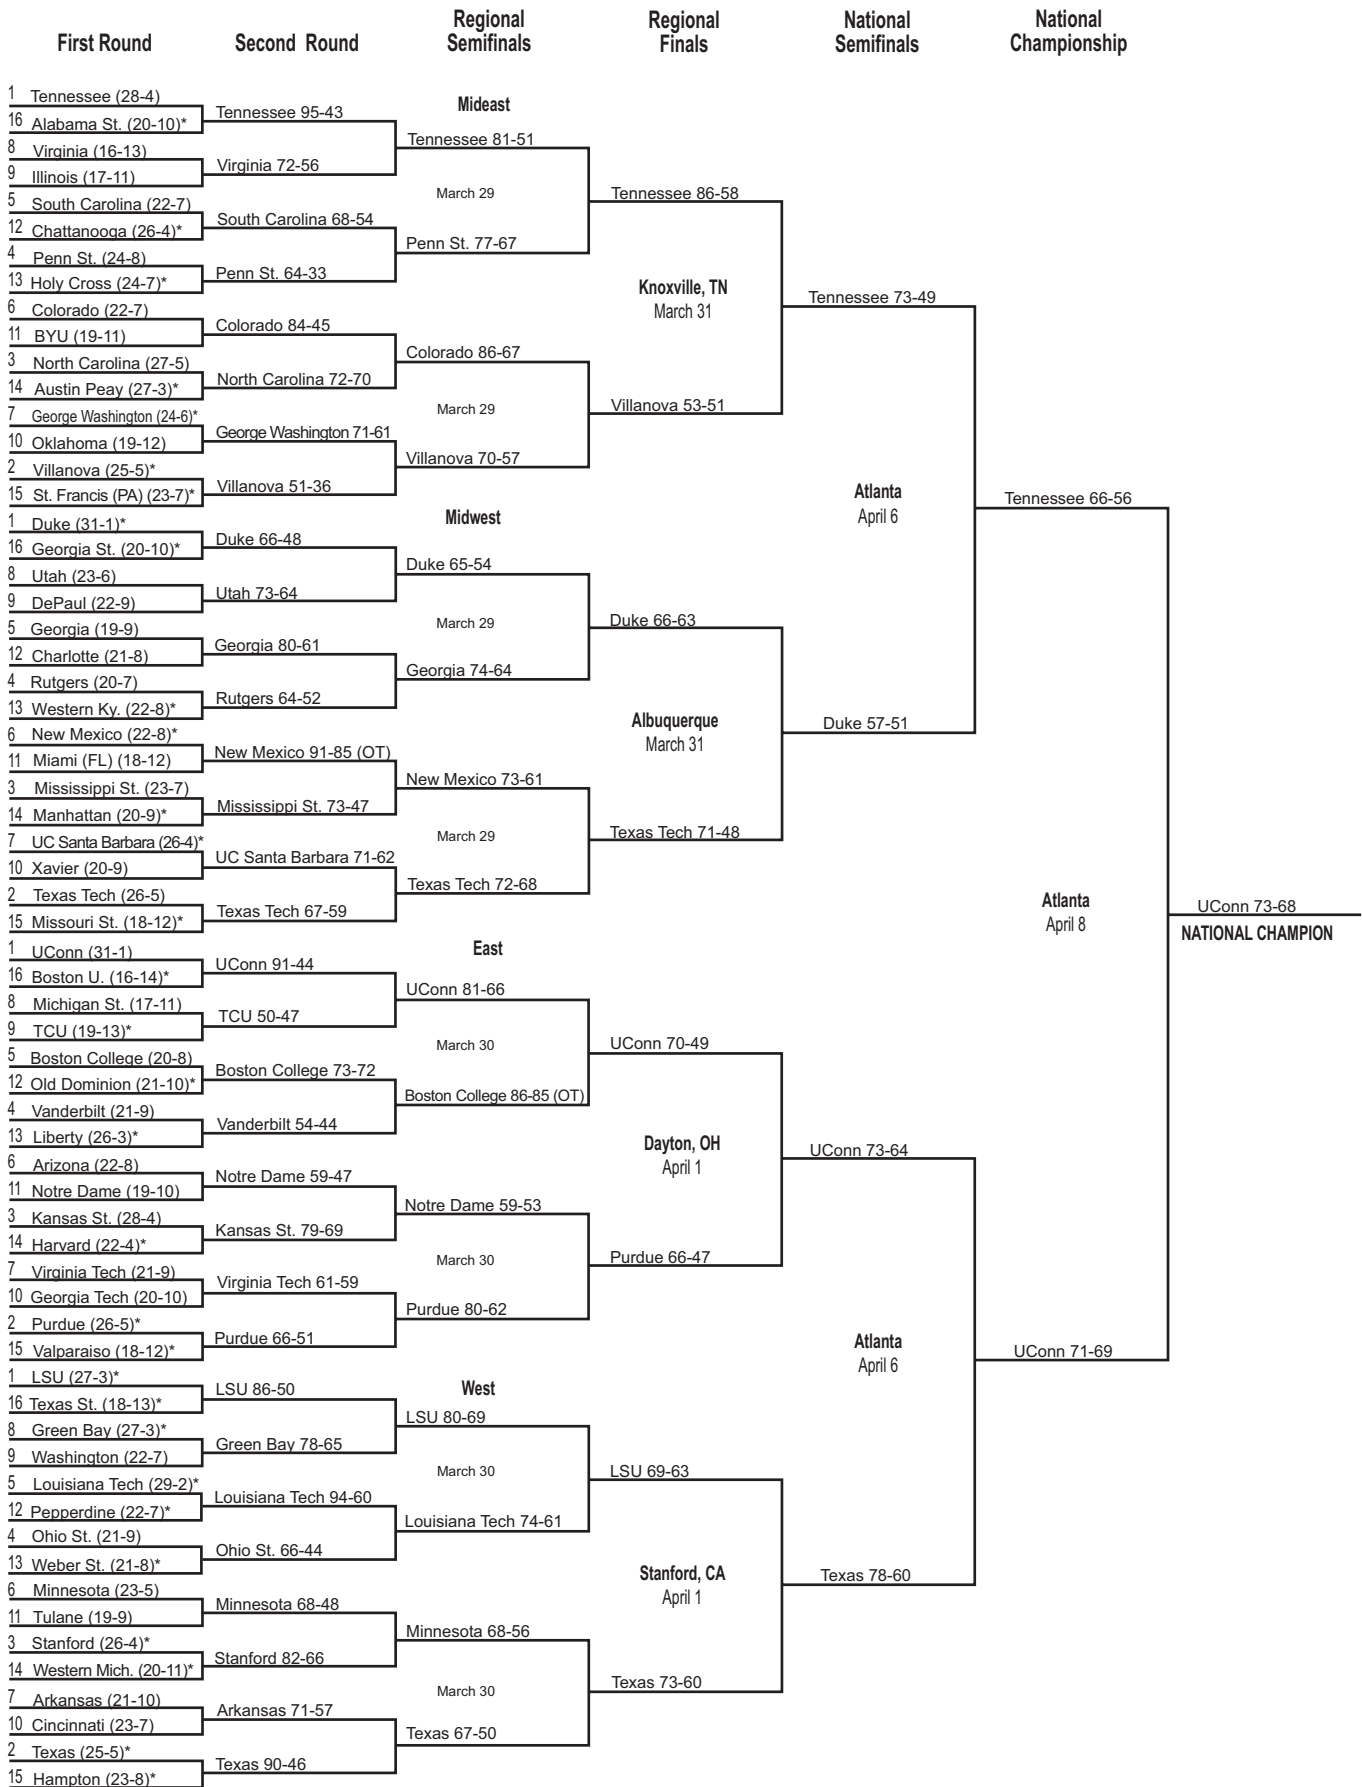 First Round
Second Round
Regional
Semifinals
Regional
Finals
National
Semifinals
National
Championship
1 Tennessee (28-4)
16 Alabama St. (20-10)*
8 Virginia (16-13)
9 Illinois (17-11)
5 South Carolina (22-7)
12 Chattanooga (26-4)*
4 Penn St. (24-8)
13 Holy Cross (24-7)*
6 Colorado (22-7)
11 BYU (19-11)
3 North Carolina (27-5)
14 Austin Peay (27-3)*
7 George Washington (24-6)*
10 Oklahoma (19-12)
2 Villanova (25-5)*
15 St. Francis (PA) (23-7)*
1 Duke (31-1)*
16 Georgia St. (20-10)*
8 Utah (23-6)
9 DePaul (22-9)
5 Georgia (19-9)
12 Charlotte (21-8)
4 Rutgers (20-7)
13 Western Ky. (22-8)*
6 New Mexico (22-8)*
11 Miami (FL) (18-12)
3 Mississippi St. (23-7)
14 Manhattan (20-9)*
7 UC Santa Barbara (26-4)*
10 Xavier (20-9)
2 Texas Tech (26-5)
15 Missouri St. (18-12)*
1 UConn (31-1)
16 Boston U. (16-14)*
8 Michigan St. (17-11)
9 TCU (19-13)*
5 Boston College (20-8)
12 Old Dominion (21-10)*
4 Vanderbilt (21-9)
13 Liberty (26-3)*
6 Arizona (22-8)
11 Notre Dame (19-10)
3 Kansas St. (28-4)
14 Harvard (22-4)*
7 Virginia Tech (21-9)
10 Georgia Tech (20-10)
2 Purdue (26-5)*
15 Valparaiso (18-12)*
1 LSU (27-3)*
16 Texas St. (18-13)*
8 Green Bay (27-3)*
9 Washington (22-7)
5 Louisiana Tech (29-2)*
12 Pepperdine (22-7)*
4 Ohio St. (21-9)
13 Weber St. (21-8)*
6 Minnesota (23-5)
11 Tulane (19-9)
3 Stanford (26-4)*
14 Western Mich. (20-11)*
7 Arkansas (21-10)
10 Cincinnati (23-7)
2 Texas (25-5)*
15 Hampton (23-8)*
Tennessee 95-43
Virginia 72-56
South Carolina 68-54
Penn St. 64-33
Colorado 84-45
North Carolina 72-70
George Washington 71-61
Villanova 51-36
Duke 66-48
Utah 73-64
Georgia 80-61
Rutgers 64-52
New Mexico 91-85 (OT)
Mississippi St. 73-47
UC Santa Barbara 71-62
Texas Tech 67-59
UConn 91-44
TCU 50-47
Boston College 73-72
Vanderbilt 54-44
Notre Dame 59-47
Kansas St. 79-69
Virginia Tech 61-59
Purdue 66-51
LSU 86-50
Green Bay 78-65
Louisiana Tech 94-60
Ohio St. 66-44
Minnesota 68-48
Stanford 82-66
Arkansas 71-57
Texas 90-46
Mideast
Tennessee 81-51
March 29
Penn St. 77-67
Colorado 86-67
March 29
Villanova 70-57
Midwest
Duke 65-54
March 29
Georgia 74-64
New Mexico 73-61
March 29
Texas Tech 72-68
East
UConn 81-66
March 30
Boston College 86-85 (OT)
Notre Dame 59-53
March 30
Purdue 80-62
West
LSU 80-69
March 30
Louisiana Tech 74-61
Minnesota 68-56
March 30
Texas 67-50
Tennessee 86-58
Knoxville, TN
March 31
Villanova 53-51
Duke 66-63
Albuquerque
March 31
Texas Tech 71-48
UConn 70-49
Dayton, OH
April 1
Purdue 66-47
LSU 69-63
Stanford, CA
April 1
Texas 73-60
Tennessee 73-49
Atlanta
April 6
Duke 57-51
UConn 73-64
Atlanta
April 6
Texas 78-60
Tennessee 66-56
Atlanta
April 8
UConn 71-69
UConn 73-68
NATIONAL CHAMPION